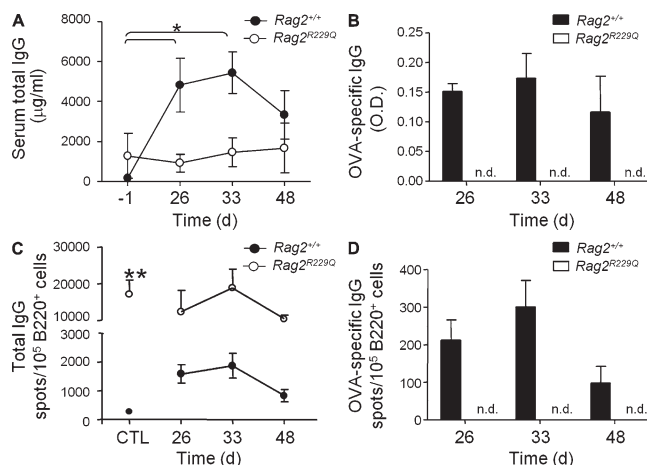 A
Rag2+/+
Rag2R229Q
*
Serum total IgG
(µg/ml)
8000
6000
4000
2000
0
-1 26 33 48
Time (d)
B
Rag2+/+
Rag2R229Q
OVA-specific IgG
(O.D.)
0.25
0.20
0.15
0.10
0.05
0.00
n.d. n.d. n.d.
26 33 48
Time (d)
C
Rag2+/+
Rag2R229Q
**
Total IgG
spots/10^5 B220+ cells
30000
20000
10000
3000
2000
1000
0
CTL 26 33 48
Time (d)
D
Rag2+/+
Rag2R229Q
OVA-specific IgG
spots/10^5 B220+ cells
400
300
200
100
0
n.d. n.d. n.d.
26 33 48
Time (d)